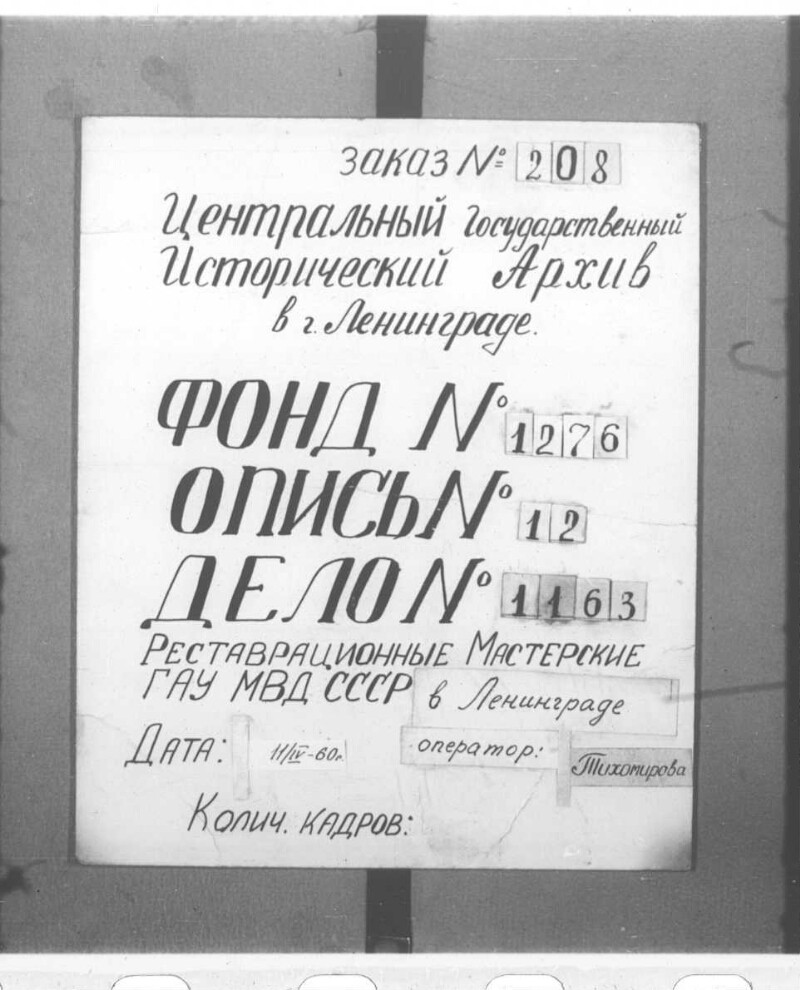 Заказ № 208
Центральный Государственный
Исторический Архив
в г. Ленинграде.
ФОНД № 1276
ОПИСЬ № 12
ДЕЛО № 1163
РЕСТАВРАЦИОННЫЕ МАСТЕРСКИЕ
ГАУ МВД СССР в Ленинграде
ДАТА: 11/IV-60г. оператор: Тихомирова
Колич. КАДРОВ: